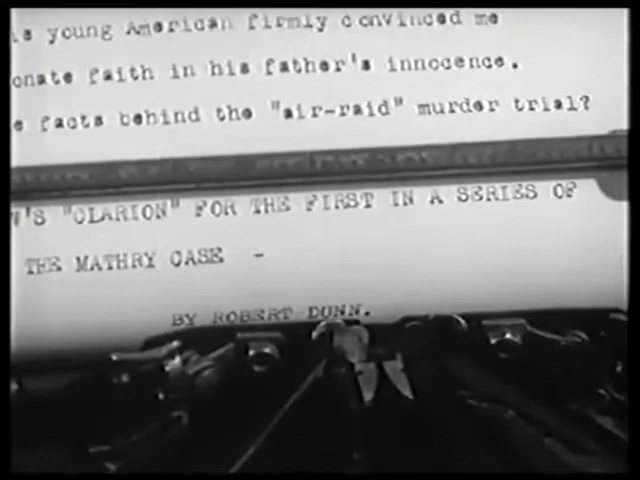 s young American firmly convinced me
onate faith in his father's innocence.
e facts behind the "air-raid" murder trial?
W'S "CLARION" FOR THE FIRST IN A SERIES OF
THE MATHRY CASE -
BY ROBERT DUNN.